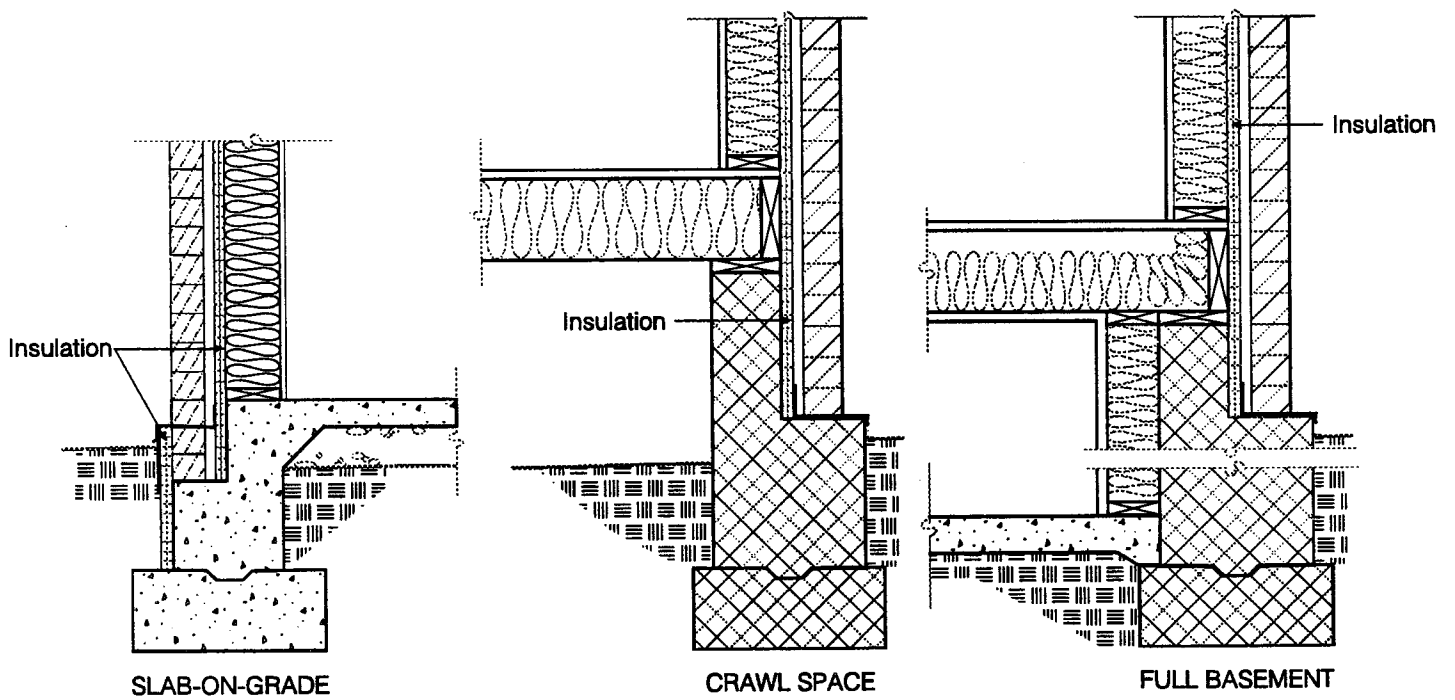 Insulation
Insulation
Insulation
SLAB-ON-GRADE
CRAWL SPACE
FULL BASEMENT